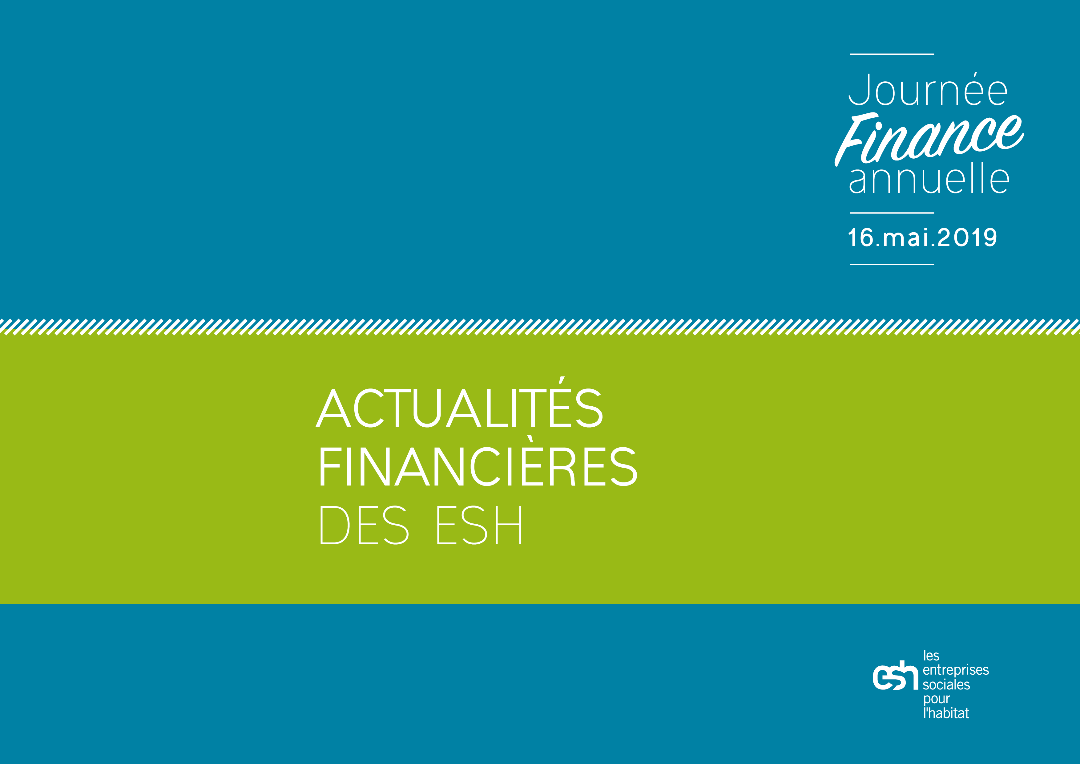 Journée
Finance
annuelle
16.mai.2019
ACTUALITÉS
FINANCIÈRES
DES ESH
esh
les
entreprises
sociales
pour
l'habitat